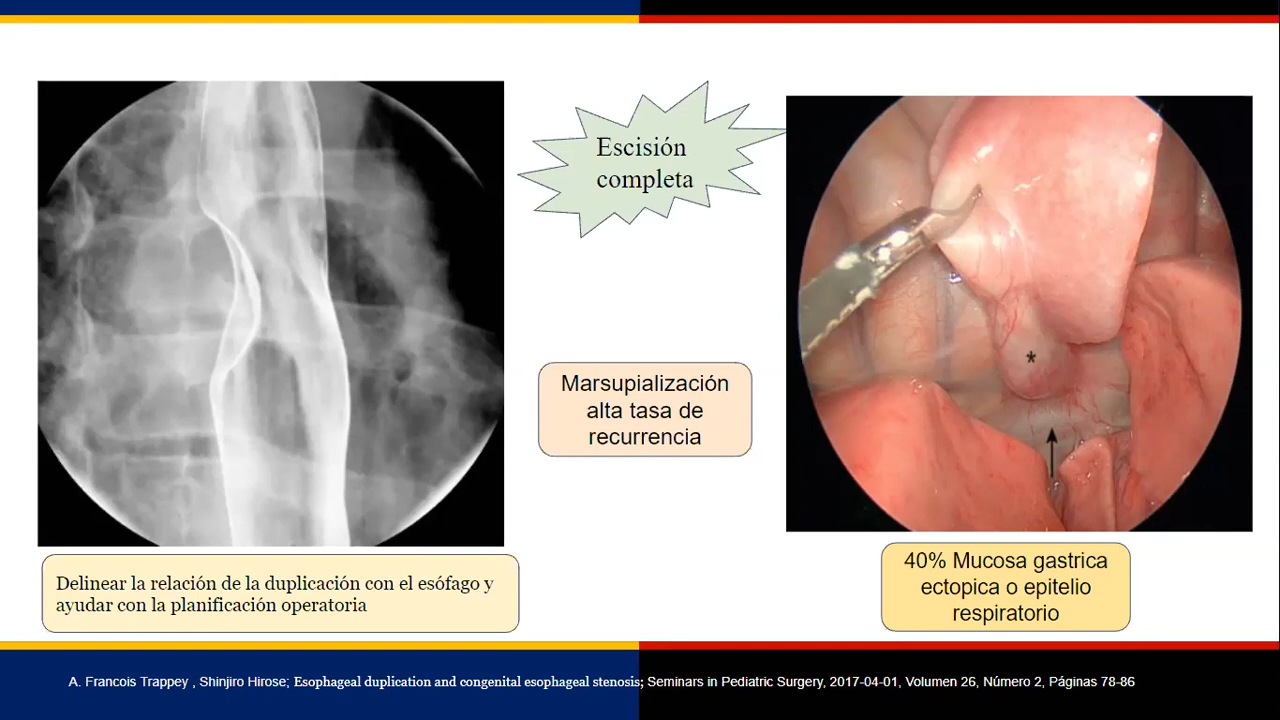 Escisión
completa
Marsupialización
alta tasa de
recurrencia
*
Delinear la relación de la duplicación con el esófago y
ayudar con la planificación operatoria
40% Mucosa gastrica
ectopica o epitelio
respiratorio
A. Francois Trappey , Shinjiro Hirose; Esophageal duplication and congenital esophageal stenosis; Seminars in Pediatric Surgery, 2017-04-01, Volumen 26, Número 2, Páginas 78-86